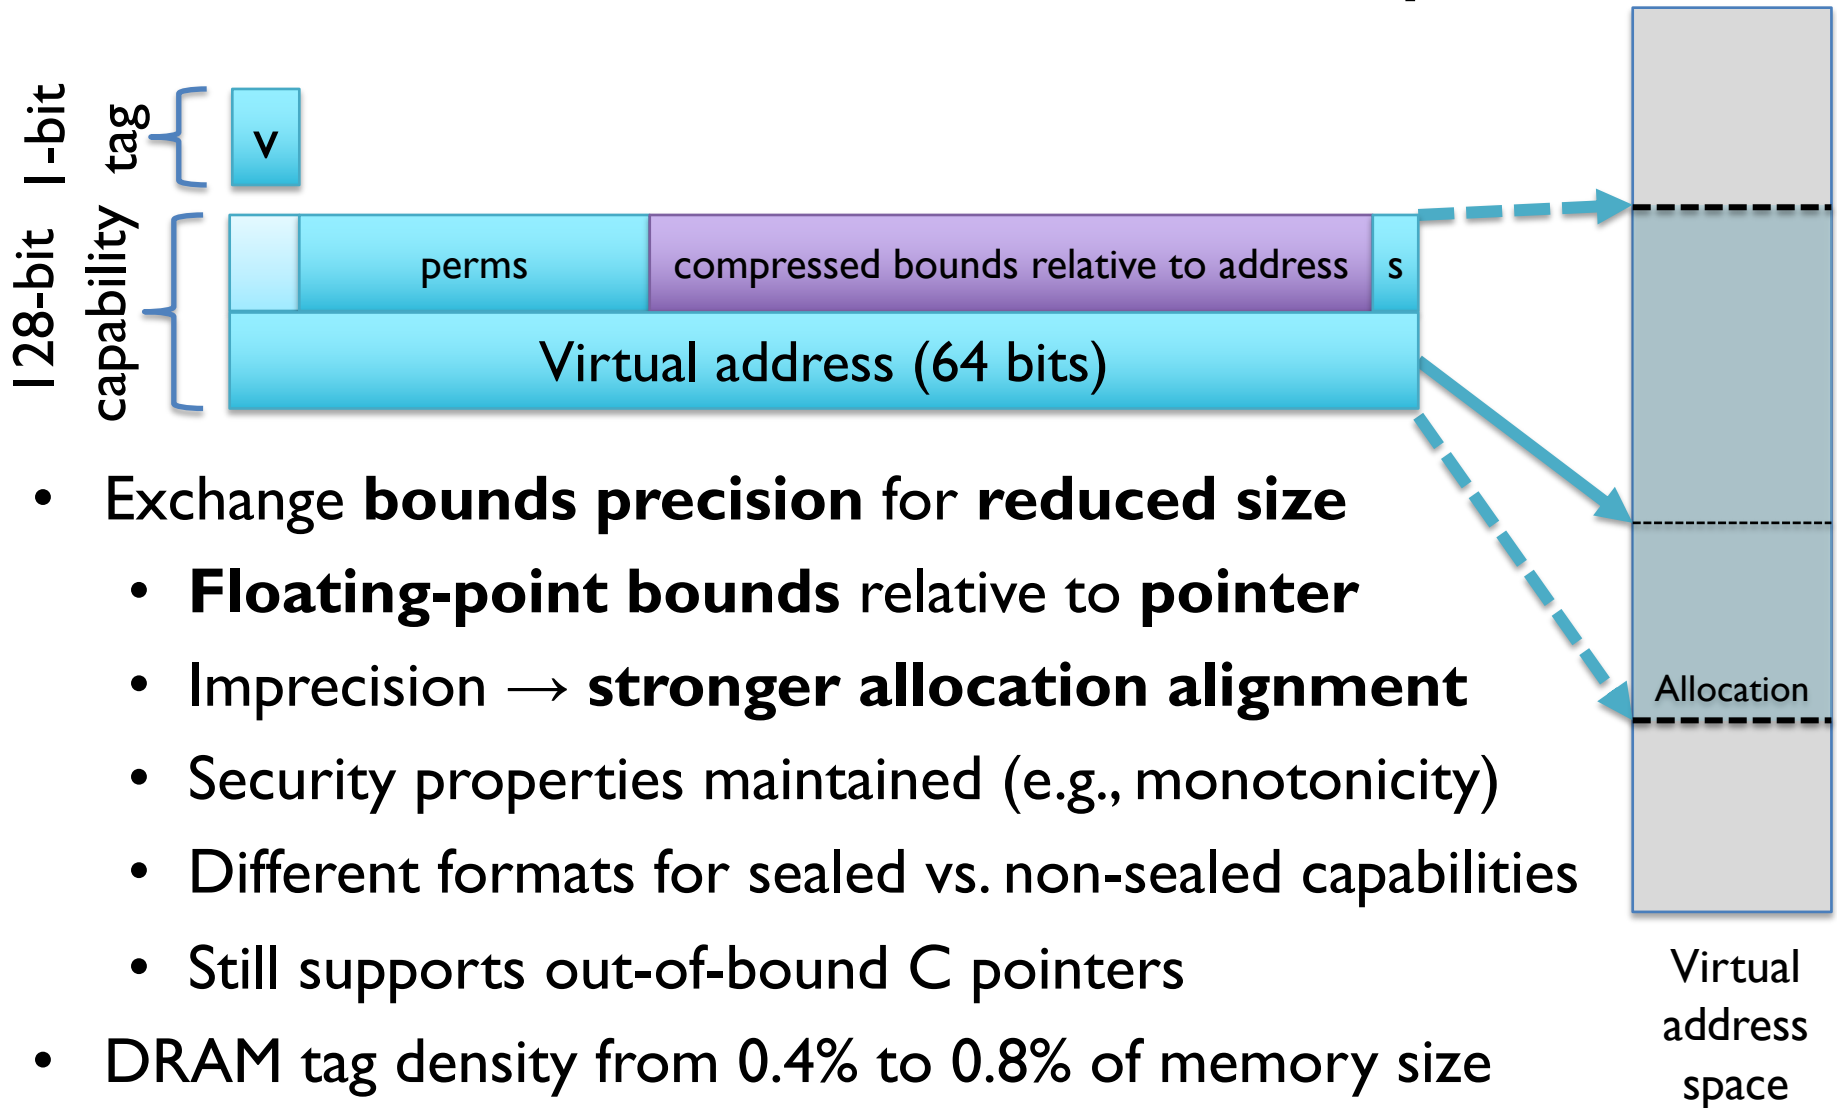 1-bit
tag
v
128-bit
capability
perms
compressed bounds relative to address
s
Virtual address (64 bits)
• Exchange bounds precision for reduced size
• Floating-point bounds relative to pointer
• Imprecision → stronger allocation alignment
• Security properties maintained (e.g., monotonicity)
• Different formats for sealed vs. non-sealed capabilities
• Still supports out-of-bound C pointers
• DRAM tag density from 0.4% to 0.8% of memory size
Allocation
Virtual
address
space